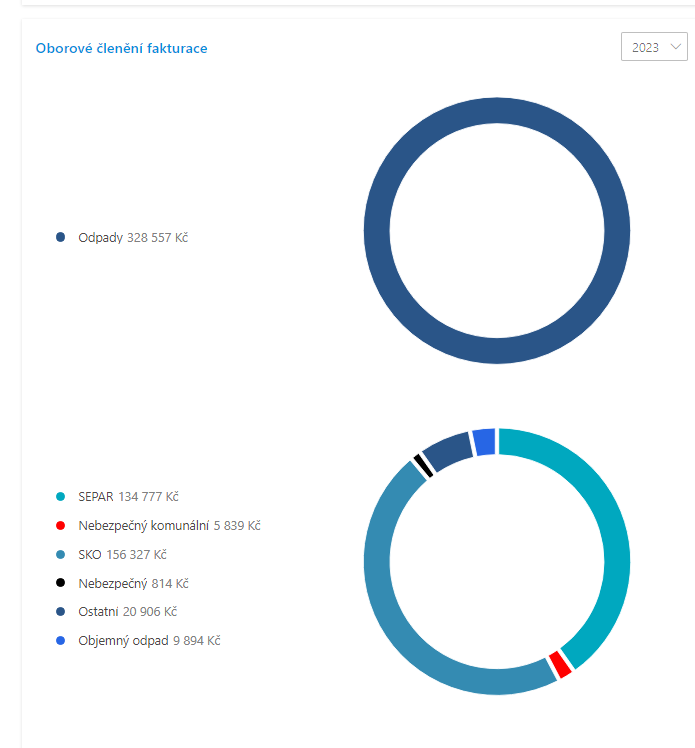 Oborové členění fakturace
2023
Odpady 328 557 Kč
SEPAR 134 777 Kč
Nebezpečný komunální 5 839 Kč
SKO 156 327 Kč
Nebezpečný 814 Kč
Ostatní 20 906 Kč
Objemný odpad 9 894 Kč